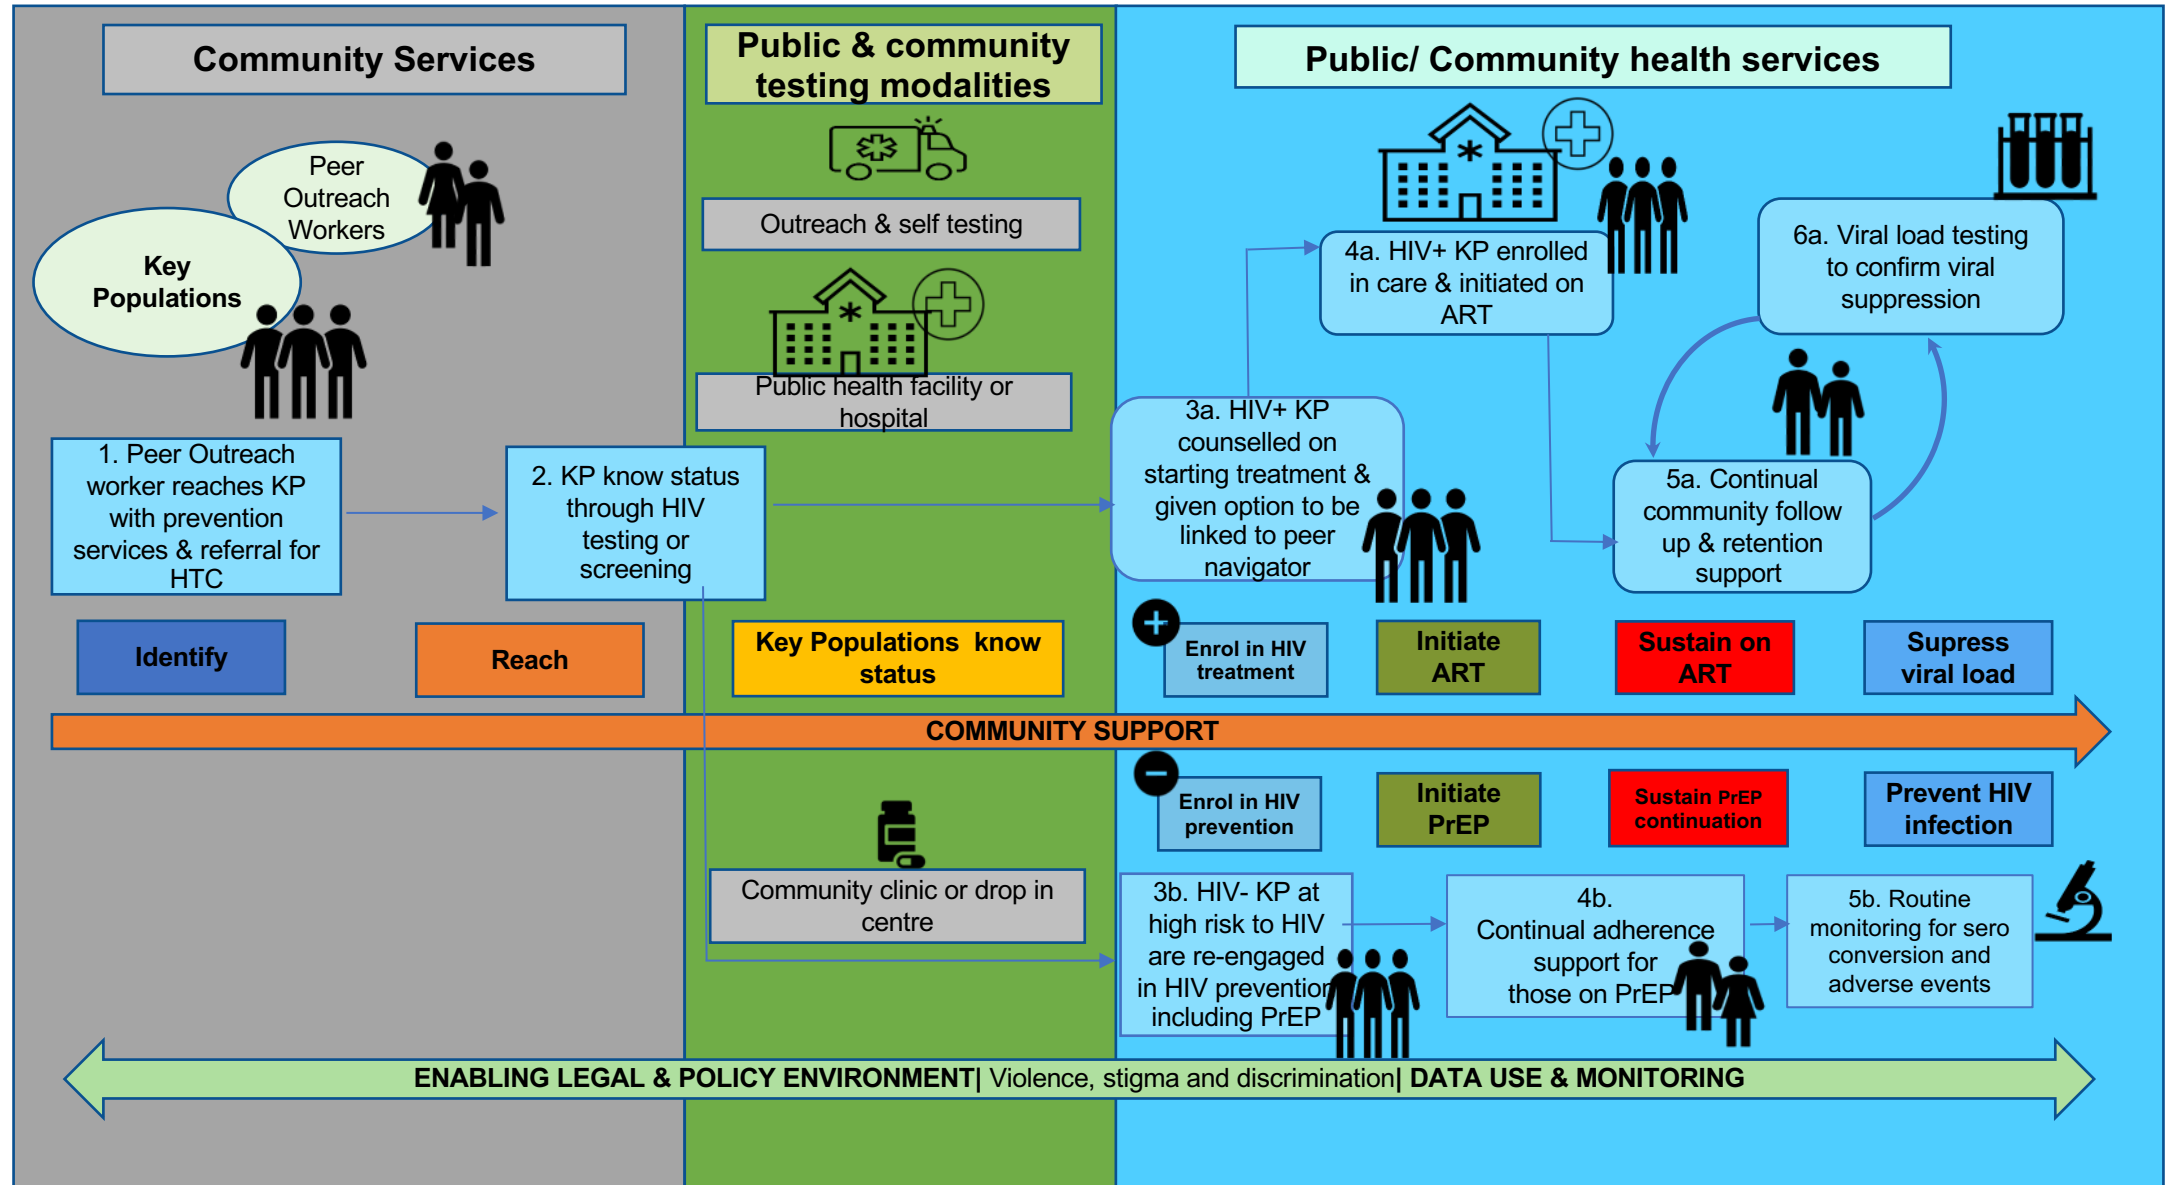 Community Services
Public & community
testing modalities
Public/ Community health services
Peer
Outreach
Workers
Key
Populations
Outreach & self testing
Public health facility or
hospital
1. Peer Outreach
worker reaches KP
with prevention
services & referral for
HTC
2. KP know status
through HIV
testing or
screening
3a. HIV+ KP
counselled on
starting treatment &
given option to be
linked to peer
navigator
4a. HIV+ KP enrolled
in care & initiated on
ART
5a. Continual
community follow
up & retention
support
6a. Viral load testing
to confirm viral
suppression
Identify
Reach
Key Populations know
status
+
Enrol in HIV
treatment
Initiate
ART
Sustain on
ART
Supress
viral load
COMMUNITY SUPPORT
−
Enrol in HIV
prevention
Initiate
PrEP
Sustain PrEP
continuation
Prevent HIV
infection
Community clinic or drop in
centre
3b. HIV- KP at
high risk to HIV
are re-engaged
in HIV prevention
including PrEP
4b.
Continual adherence
support for
those on PrEP
5b. Routine
monitoring for sero
conversion and
adverse events
ENABLING LEGAL & POLICY ENVIRONMENT| Violence, stigma and discrimination| DATA USE & MONITORING